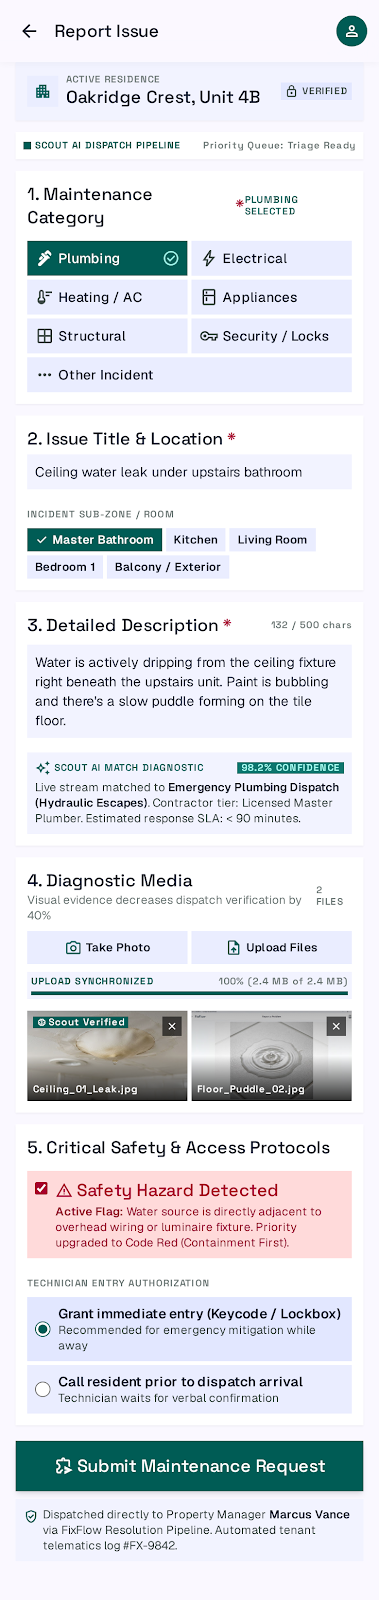 Report Issue
ACTIVE RESIDENCE
Oakridge Crest, Unit 4B
VERIFIED
SCOUT AI DISPATCH PIPELINE
Priority Queue: Triage Ready
1. Maintenance
Category
*PLUMBING
SELECTED
Plumbing
Electrical
Heating / AC
Appliances
Structural
Security / Locks
Other Incident
2. Issue Title & Location *
Ceiling water leak under upstairs bathroom
INCIDENT SUB-ZONE / ROOM
Master Bathroom
Kitchen
Living Room
Bedroom 1
Balcony / Exterior
3. Detailed Description *
132 / 500 chars
Water is actively dripping from the ceiling fixture
right beneath the upstairs unit. Paint is bubbling
and there's a slow puddle forming on the tile
floor.
SCOUT AI MATCH DIAGNOSTIC
98.2% CONFIDENCE
Live stream matched to Emergency Plumbing Dispatch
(Hydraulic Escapes). Contractor tier: Licensed Master
Plumber. Estimated response SLA: < 90 minutes.
4. Diagnostic Media
Visual evidence decreases dispatch verification by
40%
2
FILES
Take Photo
Upload Files
UPLOAD SYNCHRONIZED
100% (2.4 MB of 2.4 MB)
Scout Verified
Ceiling_01_Leak.jpg
Floor_Puddle_02.jpg
5. Critical Safety & Access Protocols
Safety Hazard Detected
Active Flag: Water source is directly adjacent to
overhead wiring or luminaire fixture. Priority
upgraded to Code Red (Containment First).
TECHNICIAN ENTRY AUTHORIZATION
Grant immediate entry (Keycode / Lockbox)
Recommended for emergency mitigation while
away
Call resident prior to dispatch arrival
Technician waits for verbal confirmation
Submit Maintenance Request
Dispatched directly to Property Manager Marcus Vance
via FixFlow Resolution Pipeline. Automated tenant
telematics log #FX-9842.